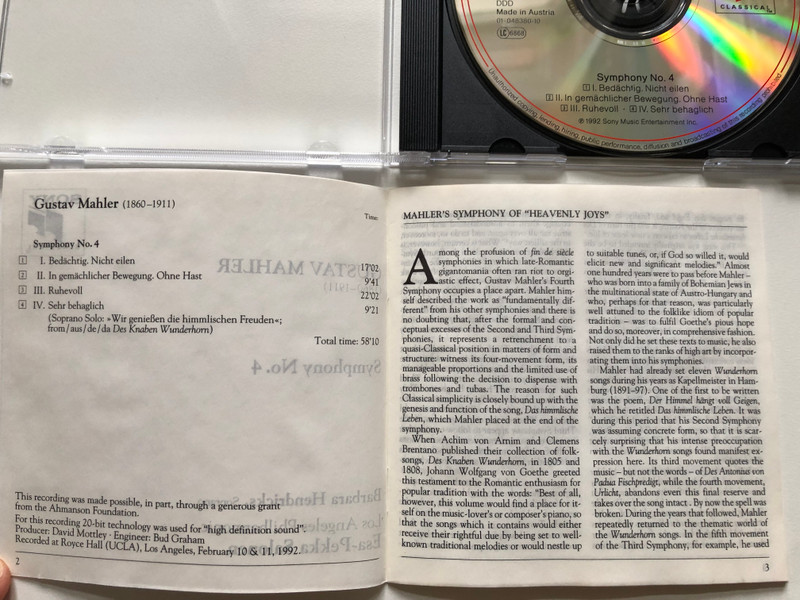 DDD
Made in Austria
01-048380-10
LC 6868
CLASSICAL
Symphony No. 4
1 I. Bedächtig. Nicht eilen
2 II. In gemächlicher Bewegung. Ohne Hast
3 III. Ruhevoll · 4 IV. Sehr behaglich
℗ 1992 Sony Music Entertainment Inc.
Unauthorized copying, lending, hiring, public performance, diffusion and broadcasting of this recording prohibited
Gustav Mahler (1860–1911)
Time:
Symphony No. 4
1 I. Bedächtig. Nicht eilen 17'02
2 II. In gemächlicher Bewegung. Ohne Hast 9'41
3 III. Ruhevoll 22'02
4 IV. Sehr behaglich 9'21
(Soprano Solo: »Wir genießen die himmlischen Freuden«;
from/aus/de/da Des Knaben Wunderhorn)
Total time: 58'10
This recording was made possible, in part, through a generous grant
from the Ahmanson Foundation.
For this recording 20-bit technology was used for "high definition sound".
Producer: David Mottley · Engineer: Bud Graham
Recorded at Royce Hall (UCLA), Los Angeles, February 10 & 11, 1992.
2
MAHLER'S SYMPHONY OF "HEAVENLY JOYS"
Among the profusion of fin de siècle
symphonies in which late-Romantic
gigantomania often ran riot to orgi-
astic effect, Gustav Mahler's Fourth
Symphony occupies a place apart. Mahler him-
self described the work as "fundamentally dif-
ferent" from his other symphonies and there is
no doubting that, after the formal and con-
ceptual excesses of the Second and Third Sym-
phonies, it represents a retrenchment to a
quasi-Classical position in matters of form and
structure: witness its four-movement form, its
manageable proportions and the limited use of
brass following the decision to dispense with
trombones and tubas. The reason for such
Classical simplicity is closely bound up with the
genesis and function of the song, Das himmlische
Leben, which Mahler placed at the end of the
symphony.
When Achim von Arnim and Clemens
Brentano published their collection of folk-
songs, Des Knaben Wunderhorn, in 1805 and
1808, Johann Wolfgang von Goethe greeted
this testament to the Romantic enthusiasm for
popular tradition with the words: "Best of all,
however, this volume would find a place for it-
self on the music-lover's or composer's piano, so
that the songs which it contains would either
receive their rightful due by being set to well-
known traditional melodies or would nestle up
to suitable tunes, or, if God so willed it, would
elicit new and significant melodies." Almost
one hundred years were to pass before Mahler –
who was born into a family of Bohemian Jews in
the multinational state of Austro-Hungary and
who, perhaps for that reason, was particularly
well attuned to the folklike idiom of popular
tradition – was to fulfil Goethe's pious hope
and do so, moreover, in comprehensive fashion.
Not only did he set these texts to music, he also
raised them to the ranks of high art by incorpor-
ating them into his symphonies.
Mahler had already set eleven Wunderhorn
songs during his years as Kapellmeister in Ham-
burg (1891–97). One of the first to be written
was the poem, Der Himmel hängt voll Geigen,
which he retitled Das himmlische Leben. It was
during this period that his Second Symphony
was assuming concrete form, so that it is scar-
cely surprising that his intense preoccupation
with the Wunderhorn songs found manifest ex-
pression here. Its third movement quotes the
music – but not the words – of Des Antonius von
Padua Fischpredigt, while the fourth movement,
Urlicht, abandons even this final reserve and
takes over the song intact . By now the spell was
broken. During the years that followed, Mahler
repeatedly returned to the thematic world of
the Wunderhorn songs. In the fifth movement
of the Third Symphony, for example, he used
3